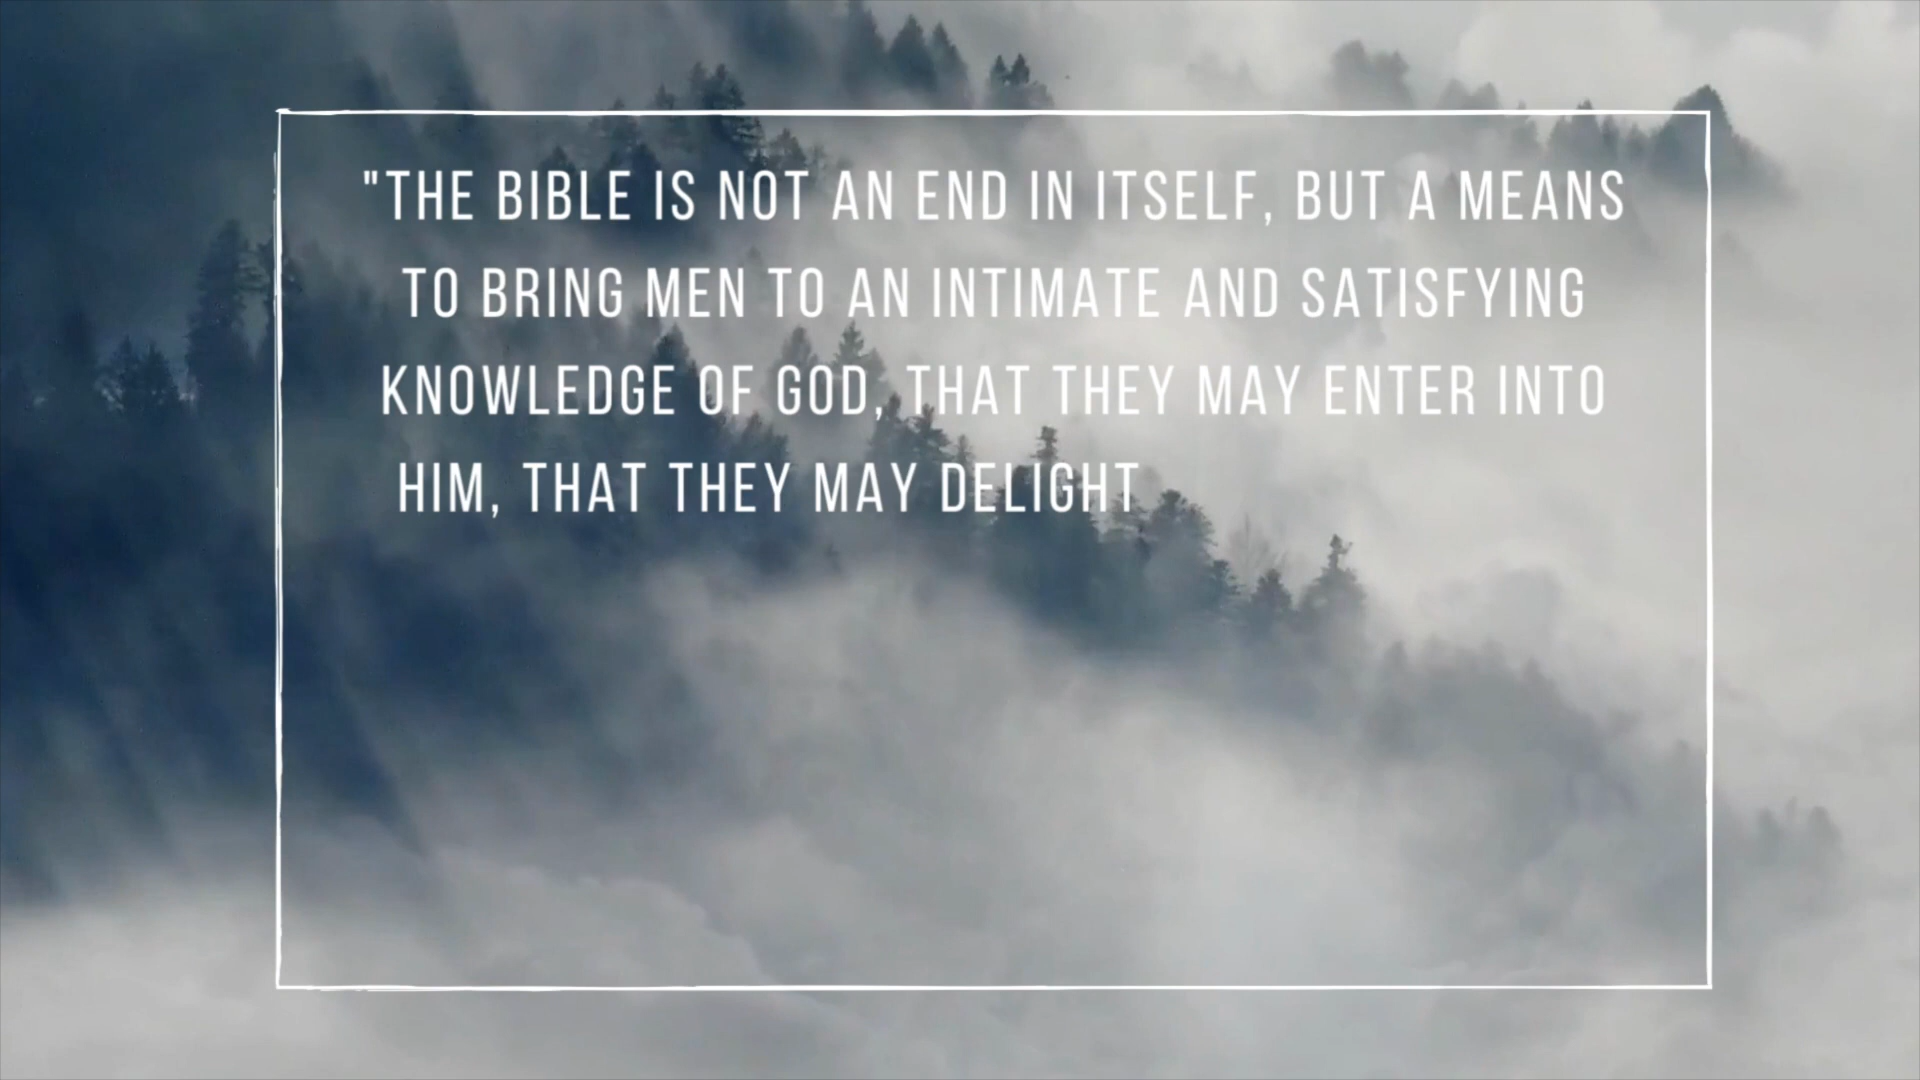 "THE BIBLE IS NOT AN END IN ITSELF, BUT A MEANS
TO BRING MEN TO AN INTIMATE AND SATISFYING
KNOWLEDGE OF GOD, THAT THEY MAY ENTER INTO
HIM, THAT THEY MAY DELIGHT